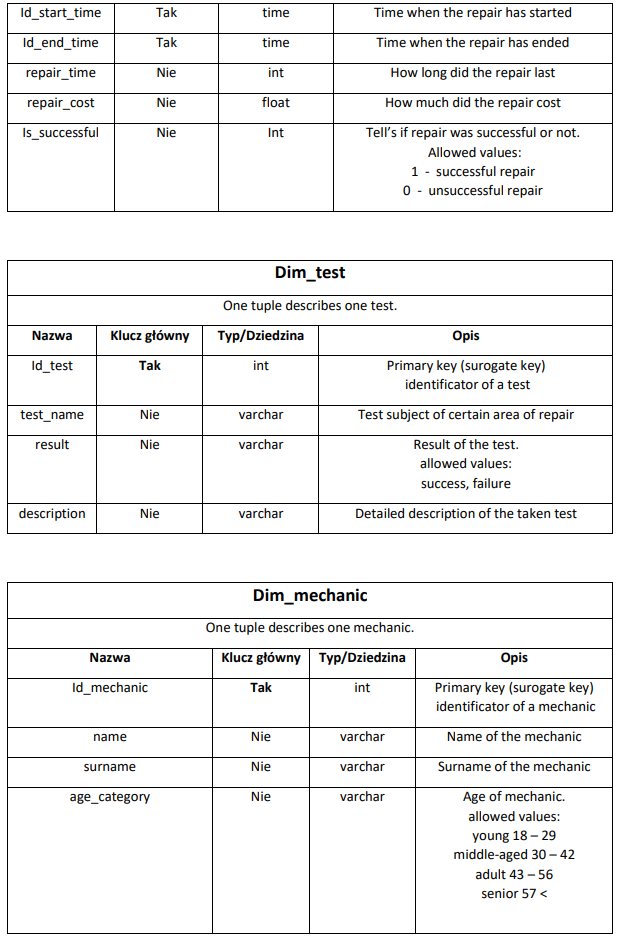 Id_start_time Tak time Time when the repair has started
Id_end_time Tak time Time when the repair has ended
repair_time Nie int How long did the repair last
repair_cost Nie float How much did the repair cost
Is_successful Nie Int Tell's if repair was successful or not.
Allowed values:
1 - successful repair
0 - unsuccessful repair
Dim_test
One tuple describes one test.
Nazwa Klucz główny Typ/Dziedzina Opis
Id_test Tak int Primary key (surogate key)
identificator of a test
test_name Nie varchar Test subject of certain area of repair
result Nie varchar Result of the test.
allowed values:
success, failure
description Nie varchar Detailed description of the taken test
Dim_mechanic
One tuple describes one mechanic.
Nazwa Klucz główny Typ/Dziedzina Opis
Id_mechanic Tak int Primary key (surogate key)
identificator of a mechanic
name Nie varchar Name of the mechanic
surname Nie varchar Surname of the mechanic
age_category Nie varchar Age of mechanic.
allowed values:
young 18 – 29
middle-aged 30 – 42
adult 43 – 56
senior 57 <